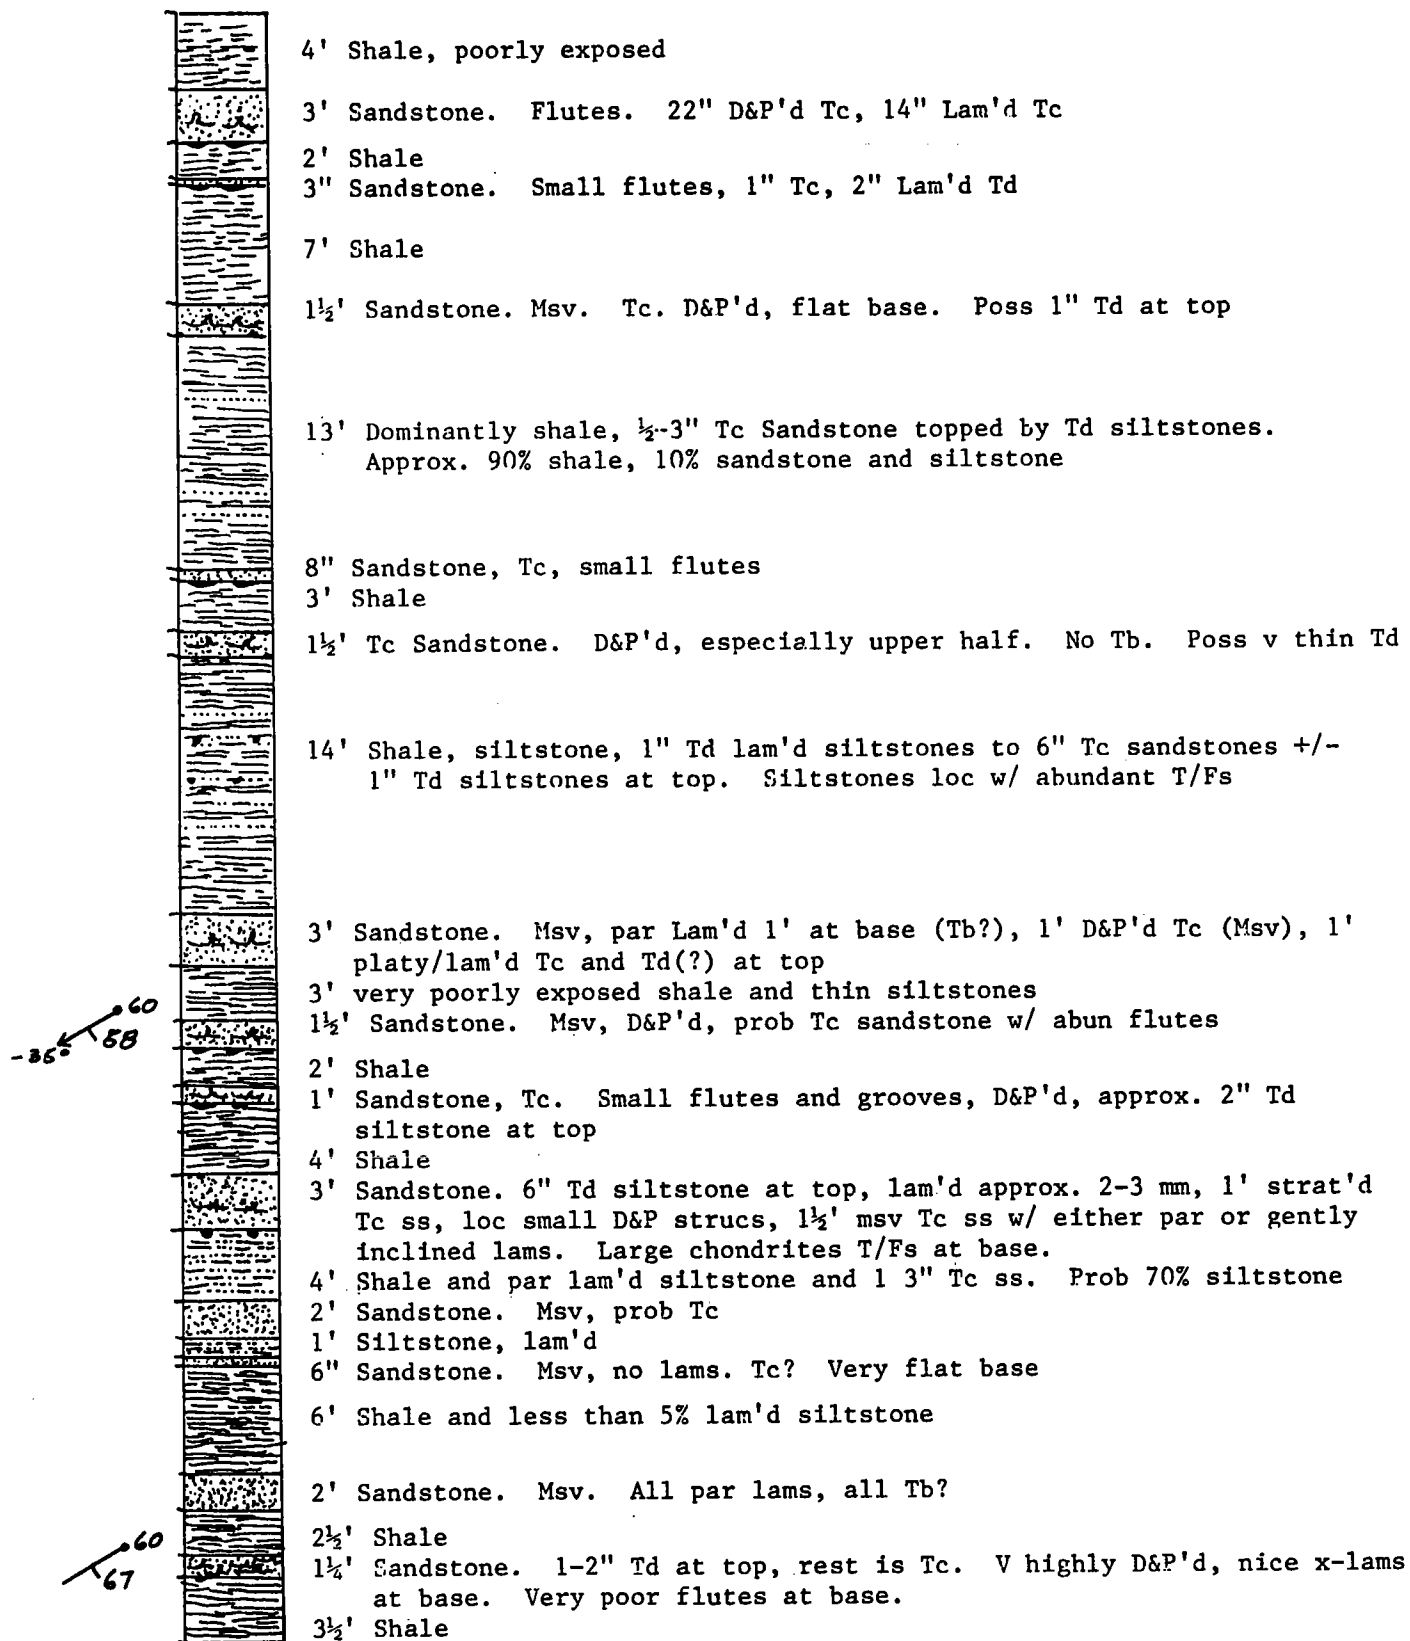 4' Shale, poorly exposed
3' Sandstone. Flutes. 22" D&P'd Tc, 14" Lam'd Tc
2' Shale
3" Sandstone. Small flutes, 1" Tc, 2" Lam'd Td
7' Shale
1½' Sandstone. Msv. Tc. D&P'd, flat base. Poss 1" Td at top
13' Dominantly shale, ½-3" Tc Sandstone topped by Td siltstones.
Approx. 90% shale, 10% sandstone and siltstone
8" Sandstone, Tc, small flutes
3' Shale
1½' Tc Sandstone. D&P'd, especially upper half. No Tb. Poss v thin Td
14' Shale, siltstone, 1" Td lam'd siltstones to 6" Tc sandstones +/-
1" Td siltstones at top. Siltstones loc w/ abundant T/Fs
3' Sandstone. Msv, par Lam'd 1' at base (Tb?), 1' D&P'd Tc (Msv), 1'
platy/lam'd Tc and Td(?) at top
3' very poorly exposed shale and thin siltstones
60
1½' Sandstone. Msv, D&P'd, prob Tc sandstone w/ abun flutes
58
-35°
2' Shale
1' Sandstone, Tc. Small flutes and grooves, D&P'd, approx. 2" Td
siltstone at top
4' Shale
3' Sandstone. 6" Td siltstone at top, lam'd approx. 2-3 mm, 1' strat'd
Tc ss, loc small D&P strucs, 1½' msv Tc ss w/ either par or gently
inclined lams. Large chondrites T/Fs at base.
4' Shale and par lam'd siltstone and 1 3" Tc ss. Prob 70% siltstone
2' Sandstone. Msv, prob Tc
1' Siltstone, lam'd
6" Sandstone. Msv, no lams. Tc? Very flat base
6' Shale and less than 5% lam'd siltstone
2' Sandstone. Msv. All par lams, all Tb?
2½' Shale
60
1¼' Sandstone. 1-2" Td at top, rest is Tc. V highly D&P'd, nice x-lams
67
at base. Very poor flutes at base.
3½' Shale